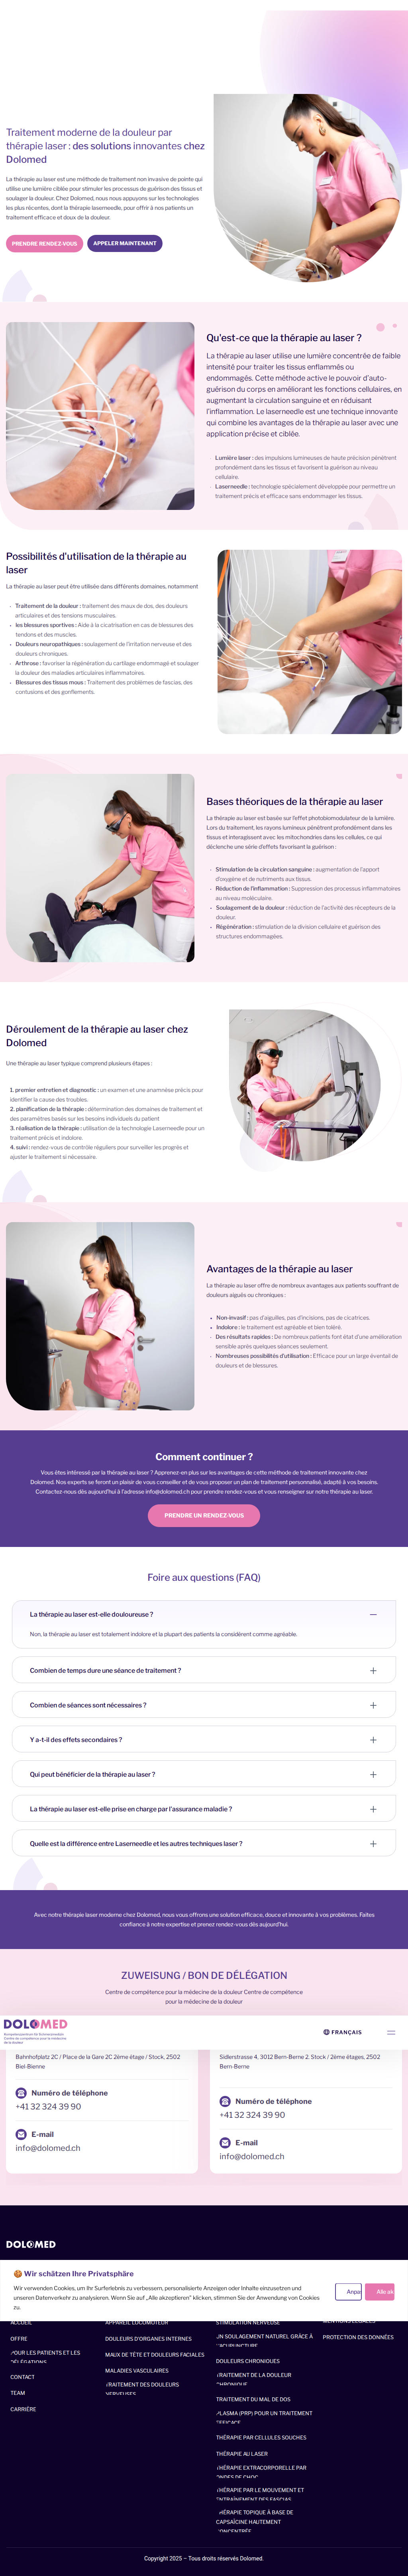 Traitement moderne de la douleur par
thérapie laser : des solutions innovantes chez
Dolomed
La thérapie au laser est une méthode de traitement non invasive de pointe qui
utilise une lumière ciblée pour stimuler les processus de guérison des tissus et
soulager la douleur. Chez Dolomed, nous nous appuyons sur les technologies
les plus récentes, dont la thérapie laserneedle, pour offrir à nos patients un
traitement efficace et doux de la douleur.
PRENDRE RENDEZ-VOUS
APPELER MAINTENANT
Qu'est-ce que la thérapie au laser ?
La thérapie au laser utilise une lumière concentrée de faible
intensité pour traiter les tissus enflammés ou
endommagés. Cette méthode active le pouvoir d'auto-
guérison du corps en améliorant les fonctions cellulaires, en
augmentant la circulation sanguine et en réduisant
l'inflammation. Le laserneedle est une technique innovante
qui combine les avantages de la thérapie au laser avec une
application précise et ciblée.
Lumière laser : des impulsions lumineuses de haute précision pénètrent
profondément dans les tissus et favorisent la guérison au niveau
cellulaire.
Laserneedle : technologie spécialement développée pour permettre un
traitement précis et efficace sans endommager les tissus.
Possibilités d'utilisation de la thérapie au
laser
La thérapie au laser peut être utilisée dans différents domaines, notamment
Traitement de la douleur : traitement des maux de dos, des douleurs
articulaires et des tensions musculaires.
les blessures sportives : Aide à la cicatrisation en cas de blessures des
tendons et des muscles.
Douleurs neuropathiques : soulagement de l'irritation nerveuse et des
douleurs chroniques.
Arthrose : favoriser la régénération du cartilage endommagé et soulager
la douleur des maladies articulaires inflammatoires.
Blessures des tissus mous : Traitement des problèmes de fascias, des
contusions et des gonflements.
Bases théoriques de la thérapie au laser
La thérapie au laser est basée sur l'effet photobiomodulateur de la lumière.
Lors du traitement, les rayons lumineux pénètrent profondément dans les
tissus et interagissent avec les mitochondries dans les cellules, ce qui
déclenche une série d'effets favorisant la guérison :
Stimulation de la circulation sanguine : augmentation de l'apport
d'oxygène et de nutriments aux tissus.
Réduction de l'inflammation : Suppression des processus inflammatoires
au niveau moléculaire.
Soulagement de la douleur : réduction de l'activité des récepteurs de la
douleur.
Régénération : stimulation de la division cellulaire et guérison des
structures endommagées.
Déroulement de la thérapie au laser chez
Dolomed
Une thérapie au laser typique comprend plusieurs étapes :
1. premier entretien et diagnostic : un examen et une anamnèse précis pour
identifier la cause des troubles.
2. planification de la thérapie : détermination des domaines de traitement et
des paramètres basés sur les besoins individuels du patient
3. réalisation de la thérapie : utilisation de la technologie Laserneedle pour un
traitement précis et indolore.
4. suivi : rendez-vous de contrôle réguliers pour surveiller les progrès et
ajuster le traitement si nécessaire.
Avantages de la thérapie au laser
La thérapie au laser offre de nombreux avantages aux patients souffrant de
douleurs aiguës ou chroniques :
Non-invasif : pas d'aiguilles, pas d'incisions, pas de cicatrices.
Indolore : le traitement est agréable et bien toléré.
Des résultats rapides : De nombreux patients font état d'une amélioration
sensible après quelques séances seulement.
Nombreuses possibilités d'utilisation : Efficace pour un large éventail de
douleurs et de blessures.
Comment continuer ?
Vous êtes intéressé par la thérapie au laser ? Apprenez-en plus sur les avantages de cette méthode de traitement innovante chez
Dolomed. Nos experts se feront un plaisir de vous conseiller et de vous proposer un plan de traitement personnalisé, adapté à vos besoins.
Contactez-nous dès aujourd'hui à l'adresse info@dolomed.ch pour prendre rendez-vous et vous renseigner sur notre thérapie au laser.
PRENDRE UN RENDEZ-VOUS
Foire aux questions (FAQ)
La thérapie au laser est-elle douloureuse ?
Non, la thérapie au laser est totalement indolore et la plupart des patients la considèrent comme agréable.
Combien de temps dure une séance de traitement ?
Combien de séances sont nécessaires ?
Y a-t-il des effets secondaires ?
Qui peut bénéficier de la thérapie au laser ?
La thérapie au laser est-elle prise en charge par l'assurance maladie ?
Quelle est la différence entre Laserneedle et les autres techniques laser ?
Avec notre thérapie laser moderne chez Dolomed, nous vous offrons une solution efficace, douce et innovante à vos problèmes. Faites
confiance à notre expertise et prenez rendez-vous dès aujourd'hui.
ZUWEISUNG / BON DE DÉLÉGATION
Centre de compétence pour la médecine de la douleur Centre de compétence
pour la médecine de la douleur
DOLOMED
Kompetenzzentrum für Schmerzmedizin
Centre de compétence pour la médecine
de la douleur
FRANÇAIS
Bahnhofplatz 2C / Place de la Gare 2C 2ème étage / Stock, 2502
Biel-Bienne
Numéro de téléphone
+41 32 324 39 90
E-mail
info@dolomed.ch
Sidlerstrasse 4, 3012 Bern-Berne 2. Stock / 2ème étages, 2502
Bern-Berne
Numéro de téléphone
+41 32 324 39 90
E-mail
info@dolomed.ch
DOLOMED
🍪 Wir schätzen Ihre Privatsphäre
Wir verwenden Cookies, um Ihr Surferlebnis zu verbessern, personalisierte Anzeigen oder Inhalte anzubieten und
unseren Datenverkehr zu analysieren. Wenn Sie auf „Alle akzeptieren" klicken, stimmen Sie der Anwendung von Cookies
zu.
Anpa
Alle ak
ACCUEIL
OFFRE
POUR LES PATIENTS ET LES
DÉLÉGATIONS
CONTACT
TEAM
CARRIÈRE
APPAREIL LOCOMOTEUR
DOULEURS D'ORGANES INTERNES
MAUX DE TÊTE ET DOULEURS FACIALES
MALADIES VASCULAIRES
TRAITEMENT DES DOULEURS
NERVEUSES
STIMULATION NERVEUSE
UN SOULAGEMENT NATUREL GRÂCE À
L'ACUPUNCTURE
DOULEURS CHRONIQUES
TRAITEMENT DE LA DOULEUR
CHRONIQUE
TRAITEMENT DU MAL DE DOS
PLASMA (PRP) POUR UN TRAITEMENT
EFFICACE
THÉRAPIE PAR CELLULES SOUCHES
THÉRAPIE AU LASER
THÉRAPIE EXTRACORPORELLE PAR
ONDES DE CHOC
THÉRAPIE PAR LE MOUVEMENT ET
ENTRAÎNEMENT DES FASCIAS
THÉRAPIE TOPIQUE À BASE DE
CAPSAÏCINE HAUTEMENT
CONCENTRÉE
MENTIONS LÉGALES
PROTECTION DES DONNÉES
Copyright 2025 – Tous droits réservés Dolomed.